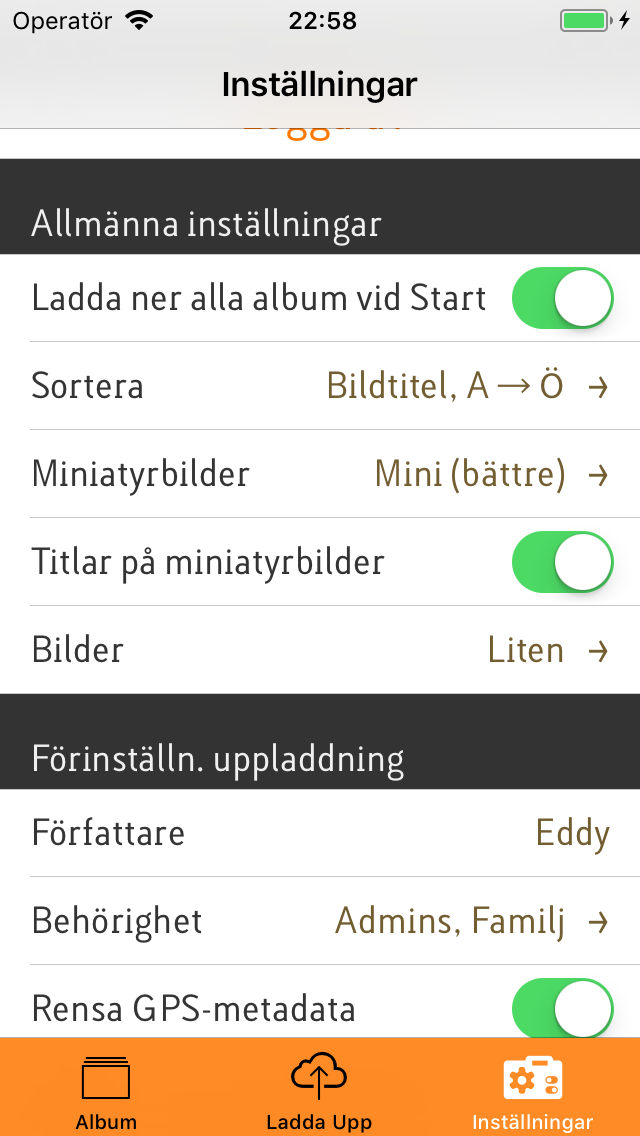 Operatör 22:58
Inställningar
Allmänna inställningar
Ladda ner alla album vid Start
Sortera Bildtitel, A → Ö →
Miniatyrbilder Mini (bättre) →
Titlar på miniatyrbilder
Bilder Liten →
Förinställn. uppladdning
Författare Eddy
Behörighet Admins, Familj →
Rensa GPS-metadata
Album Ladda Upp Inställningar